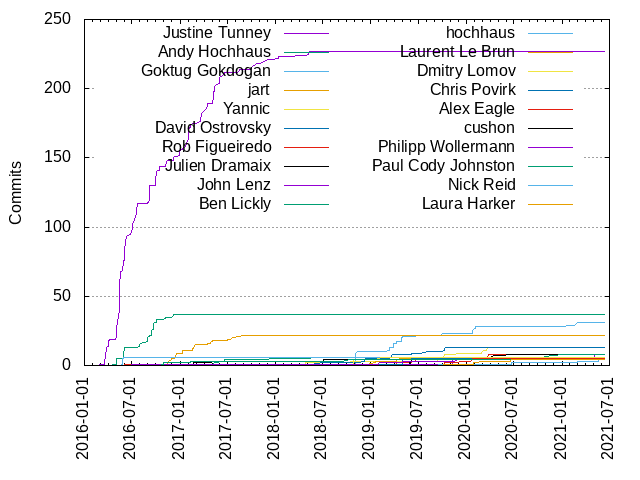 250
200
150
100
50
0
Commits
Justine Tunney
Andy Hochhaus
Goktug Gokdogan
jart
Yannic
David Ostrovsky
Rob Figueiredo
Julien Dramaix
John Lenz
Ben Lickly
hochhaus
Laurent Le Brun
Dmitry Lomov
Chris Povirk
Alex Eagle
cushon
Philipp Wollermann
Paul Cody Johnston
Nick Reid
Laura Harker
2016-01-01
2016-07-01
2017-01-01
2017-07-01
2018-01-01
2018-07-01
2019-01-01
2019-07-01
2020-01-01
2020-07-01
2021-01-01
2021-07-01